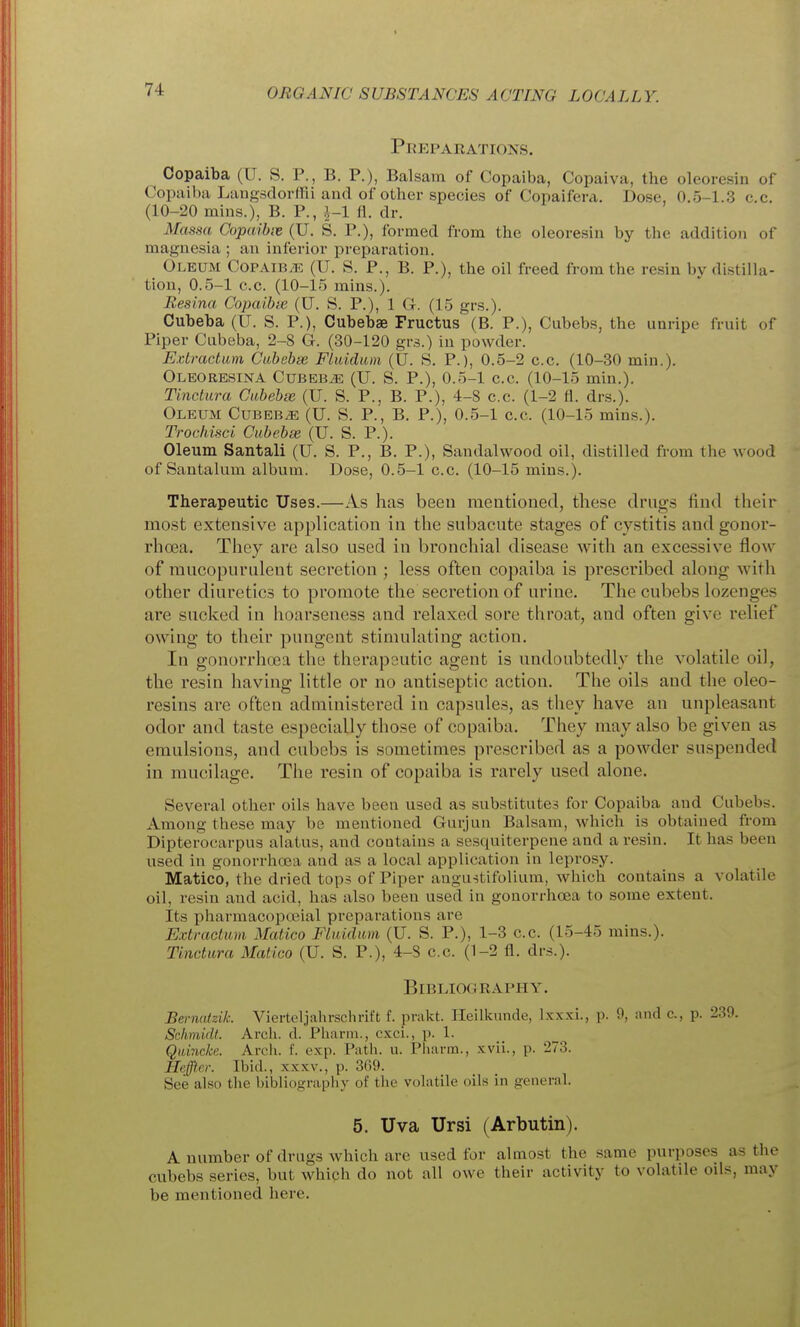 74
ORGANIC SUBSTANCES ACTING LOCALLY.
PREPARATIONS.
Copaiba (U. S. P., B. P.), Balsam of Copaiba, Copaiva, the oleoresin of
Copaiba Langsdorffii and of other species of Copaifera. Dose, 0.5-1.3 c.c.
(10-20 mins.), B. P., ½-1 fl. dr.
Massa Copaibæ (U. S. P.), formed from the oleoresin by the addition of
magnesia ; an inferior preparation.
OLEUM COPAIBÆ (U. S. P., B. P.), the oil freed from the resin by distilla-
tion, 0.5-1 c.c. (10-15 mins.).
Resina Copaibæ (U. S. P.), 1 G. (15 grs.).
Cubeba (U. S. P.), Cubebæ Fructus (B. P.), Cubebs, the unripe fruit of
Piper Cubeba, 2-8 G. (30-120 grs.) in powder.
Extractum Cubebæ Fluidum (U. S. P.), 0.5-2 c.c. (10-30 min.).
OLEORESINA CUBEBÆ (U. S. P.), 0.5-1 c.c. (10-15 min.).
Tinctura Cubebæ (U. S. P., B. P.), 4-8 c.c. (1-2 fl. drs.).
OLEUM CUBEBÆ (U. S. P., B. P.), 0.5-1 c.c. (10-15 mins.).
Trochisci Cubebæ (U. S. P.).
Oleum Santali (U. S. P., B. P.), Sandalwood oil, distilled from the wood
of Santalum album. Dose, 0.5-1 c.c. (10-15 mins.).
Therapeutic Uses.—As has been mentioned, these drugs find their
most extensive application in the subacute stages of cystitis and gonor-
rhœa. They are also used in bronchial disease with an excessive flow
of mucopurulent secretion ; less often copaiba is prescribed along with
other diuretics to promote the secretion of urine. The cubebs lozenges
are sucked in hoarseness and relaxed sore throat, and often give relief
owing to their pungent stimulating action.
In gonorrhœa the therapeutic agent is undoubtedly the volatile oil,
the resin having little or no antiseptic action. The oils and the oleo-
resins are often administered in capsules, as they have an unpleasant
odor and taste especially those of copaiba. They may also be given as
emulsions, and cubebs is sometimes prescribed as a powder suspended
in mucilage. The resin of copaiba is rarely used alone.
Several other oils have been used as substitutes for Copaiba and Cubebs.
Among these may be mentioned Gurjun Balsam, which is obtained from
Dipterocarpus alatus, and contains a sesquiterpene and a resin. It has been
used in gonorrhœa and as a local application in leprosy.
Matico, the dried tops of Piper angustifolium, which contains a volatile
oil, resin and acid, has also been used in gonorrhœa to some extent.
Its pharmacopœial preparations are
Extractum Matico Fluidum (U. S. P.), 1-3 c.c. (15-45 mins.).
Tinctura Matico (U. S. P.), 4-8 c.c. (1-2 fl. drs.).
BIBLIOGRAPHY.
Bernatzik. Vierteljahrschrift f. prakt. Heilkunde, lxxxi., p. 9, and c., p. 239.
Schmidt. Arch. d. Pharm., cxci., p. 1.
Quincke. Arch. f. exp. Path. u. Pharm., xvii., p. 273.
Heffter. Ibid., xxxv., p. 369.
See also the bibliography of the volatile oils in general.
5. Uva Ursi (Arbutin).
A number of drugs which are used for almost the same purposes as the
cubebs series, but which do not all owe their activity to volatile oils, may
be mentioned here.